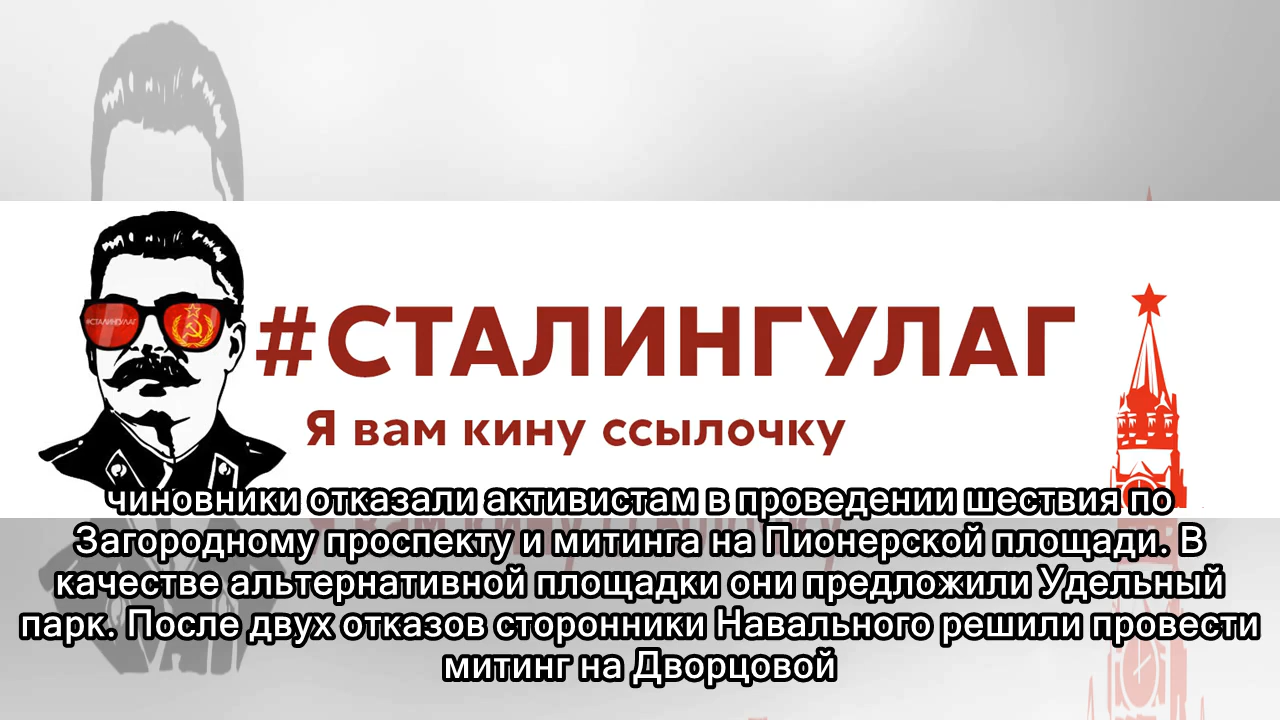 #СТАЛИНГУЛАГ
#СТАЛИНГУЛАГ
Я вам кину ссылочку
чиновники отказали активистам в проведении шествия по
Загородному проспекту и митинга на Пионерской площади. В
качестве альтернативной площадки они предложили Удельный
парк. После двух отказов сторонники Навального решили провести
митинг на Дворцовой